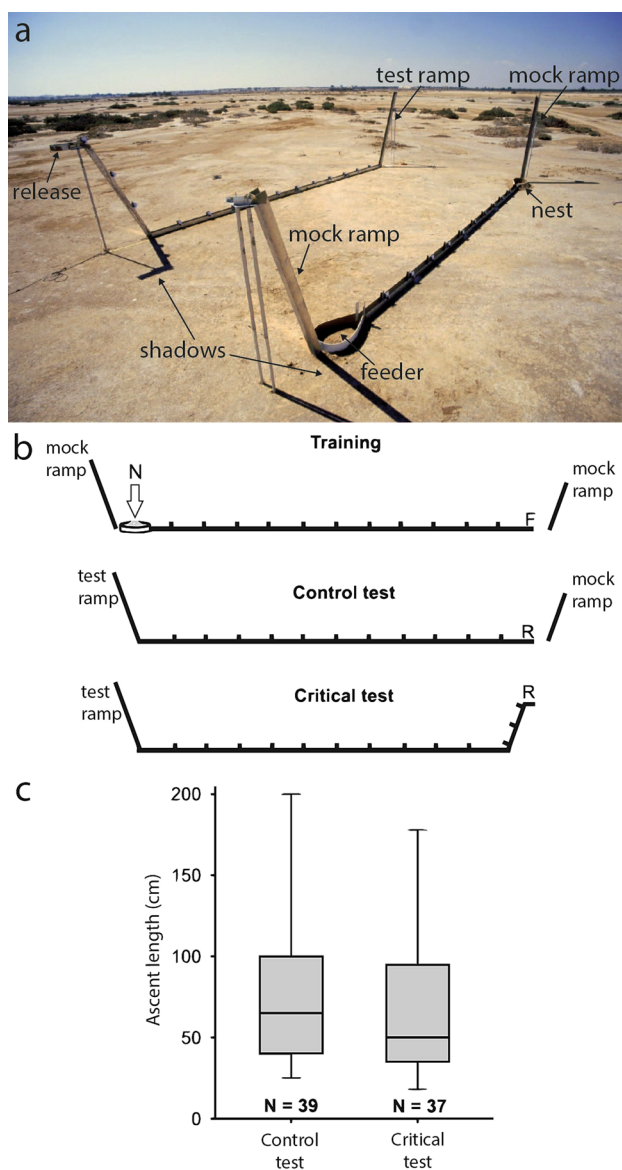 a
test ramp
mock ramp
release
nest
mock ramp
shadows
feeder
b
Training
mock
ramp
N
mock
ramp
F
test
ramp
Control test
mock
ramp
R
test
ramp
Critical test
R
c
Ascent length (cm)
200
150
100
50
0
N = 39
N = 37
Control
test
Critical
test